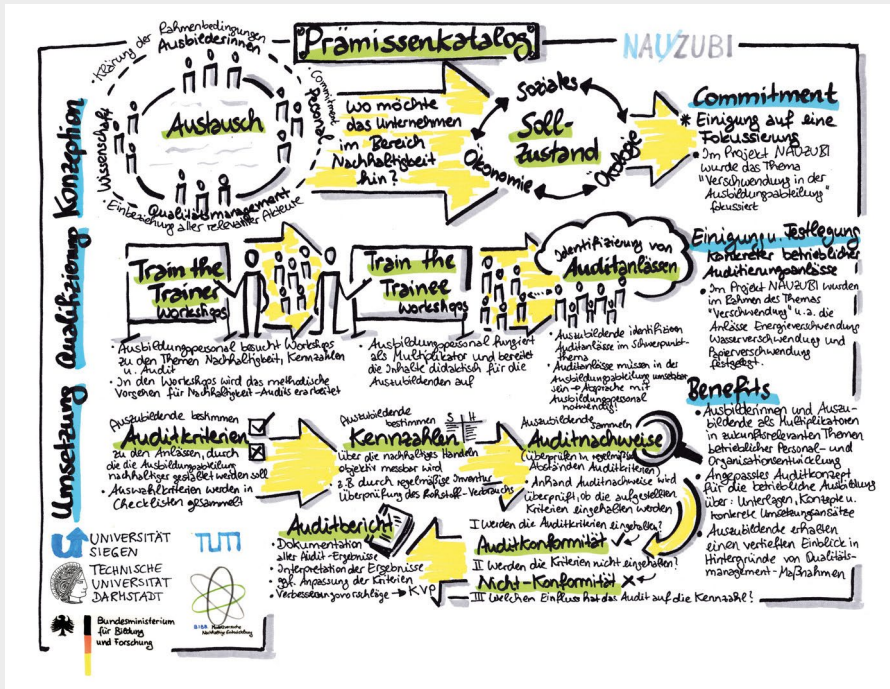 Prämissenkatalog
NAUZUBI
Konzeption
Qualifizierung
Umsetzung
• Klärung der Rahmenbedingungen
Ausbilderinnen
• Commitment
Personal
Wissenschaft
Austausch
Qualitätsmanagement
• Einbeziehung aller relevanter Akteure
Wo möchte
das Unternehmen
im Bereich
Nachhaltigkeit
hin?
Soziales
Soll-
zustand
Ökonomie
Ökologie
Commitment
* Einigung auf eine
Fokussierung
• Im Projekt NAUZUBI
wurde das Thema
"Verschwendung in der
Ausbildungsabteilung"
fokussiert
Train the
Trainer
Workshops
• Ausbildungspersonal besucht Workshops
zu den Themen Nachhaltigkeit, Kennzahlen
u. Audit
• In den Workshops wird das methodische
Vorgehen für Nachhaltigkeit-Audits erarbeitet
Train the
Trainee
Workshops
• Ausbildungspersonal fungiert
als Multiplikator und bereitet
die Inhalte didaktisch für die
Auszubildenden auf
Identifizierung von
Auditanlässen
• Auszubildende identifizieren
Auditanlässe im Schwerpunkt-
thema
• Auditanlässe müssen in der
Ausbildungsabteilung umsetzbar
sein → Absprache mit
Ausbildungspersonal
notwendig!
Einigung u. Festlegung
konkreter betrieblicher
Auditierungsanlässe
• Im Projekt NAUZUBI wurden
im Rahmen des Themas
"Verschwendung" u.a. die
Anlässe Energieverschwendung
Wasserverschwendung und
Papierverschwendung
festgelegt.
Auszubildende bestimmen
Auditkriterien
zu den Anlässen, durch
die die Ausbildungsabteilung
nachhaltiger gestaltet werden soll
• Auswahlkriterien werden in
Checklisten gesammelt
Auszubildende
bestimmen
S I H
Kennzahlen
über die nachhaltiges Handeln
objektiv messbar wird
• z.B. durch regelmäßige Inventur
Überprüfung des Rohstoff-Verbrauchs
Auszubildende
sammeln
Auditnachweise
(überprüfen in regelmäßigen
Abständen Auditkriterien)
• Anhand Auditnachweise wird
überprüft, ob die aufgestellten
Kriterien eingehalten werden
I Werden die Auditkriterien eingehalten?
Auditkonformität
II Werden die Kriterien nicht eingehalten?
Nicht-Konformität
III Welchen Einfluss hat das Audit auf die Kennzahl?
Auditbericht
• Dokumentation
aller Audit-Ergebnisse
• Interpretation der Ergebnisse
ggf. Anpassung der Kriterien
• Verbesserungsvorschläge → KVP
Benefits
• Ausbilderinnen und Auszu-
bildende als Multiplikatoren
in zukunftsrelevanten Themen
betrieblicher Personal- und
Organisationsentwicklung
• Angepasstes Auditkonzept
für die betriebliche Ausbildung
über: Unterlagen, Konzepte u.
konkrete Umsetzungsansätze
• Auszubildende erhalten
einen vertieften Einblick in
Hintergründe von Qualitäts-
management-Maßnahmen
UNIVERSITÄT
SIEGEN
TUM
TECHNISCHE
UNIVERSITÄT
DARMSTADT
BIBB Modellversuche
Nachhaltige Entwicklung
Bundesministerium
für Bildung
und Forschung